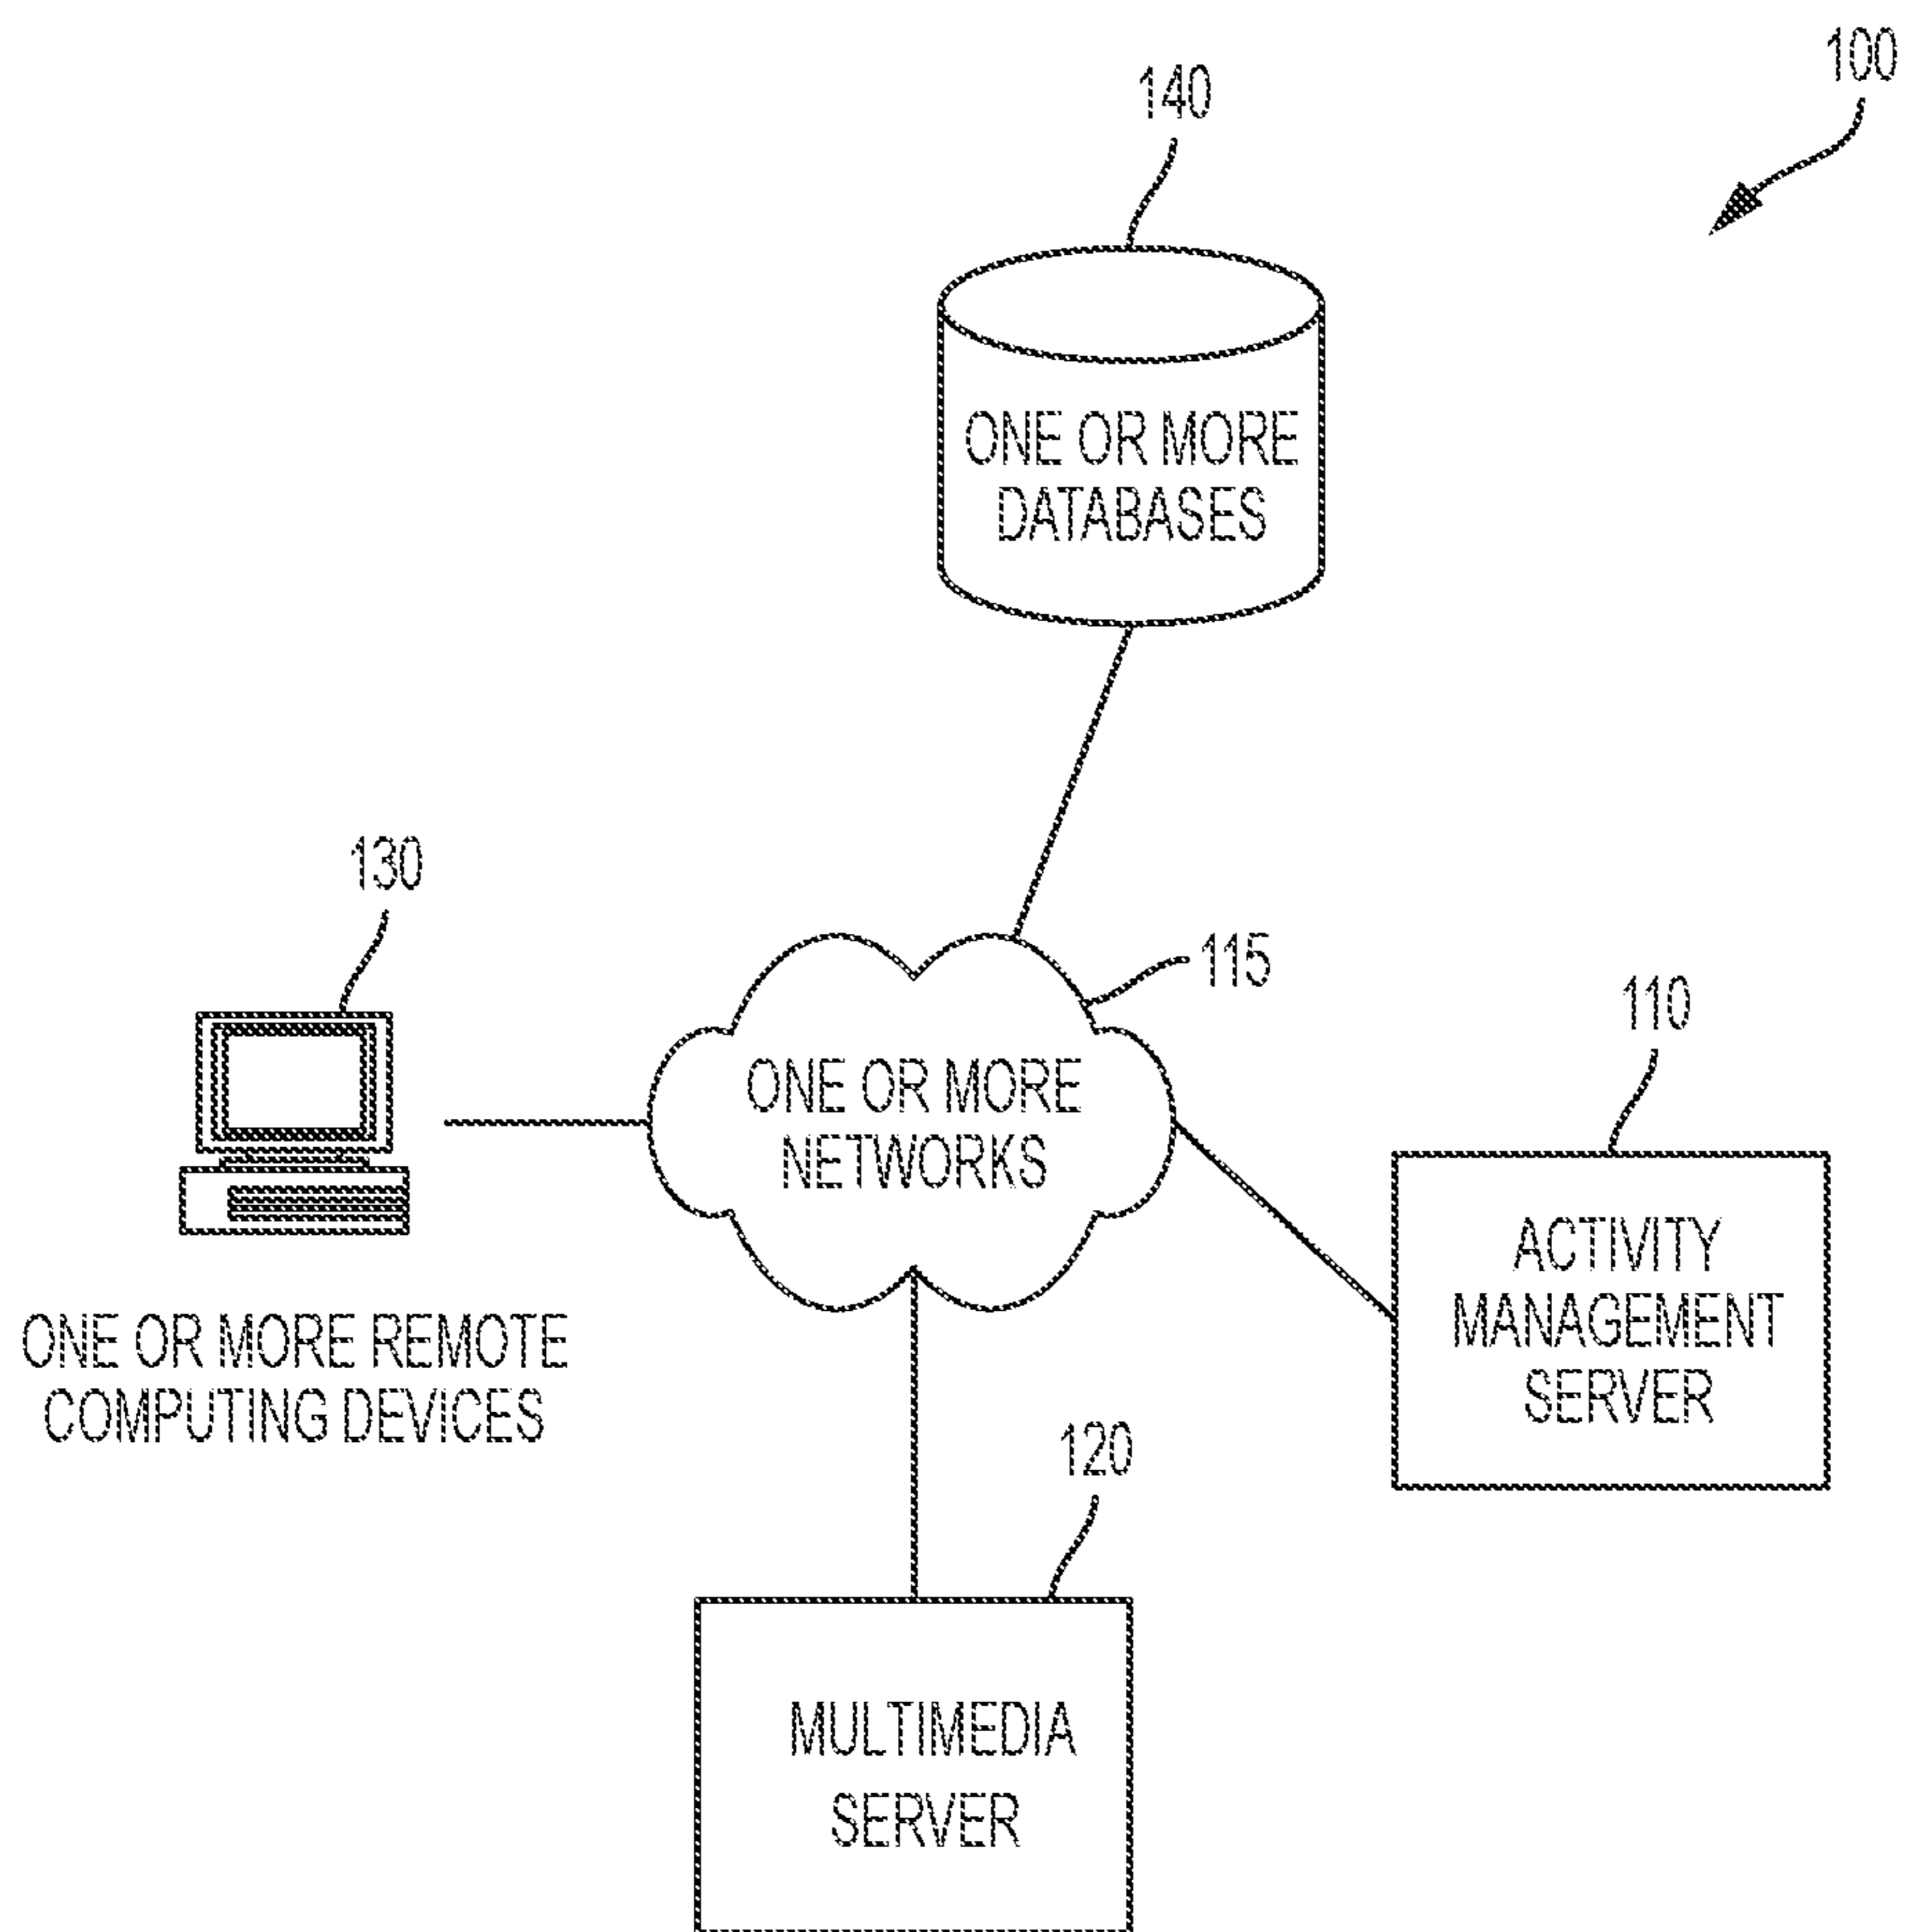 100
140
ONE OR MORE
DATABASES
130
115
110
ONE OR MORE
NETWORKS
ACTIVITY
MANAGEMENT
SERVER
ONE OR MORE REMOTE
COMPUTING DEVICES
120
MULTIMEDIA
SERVER